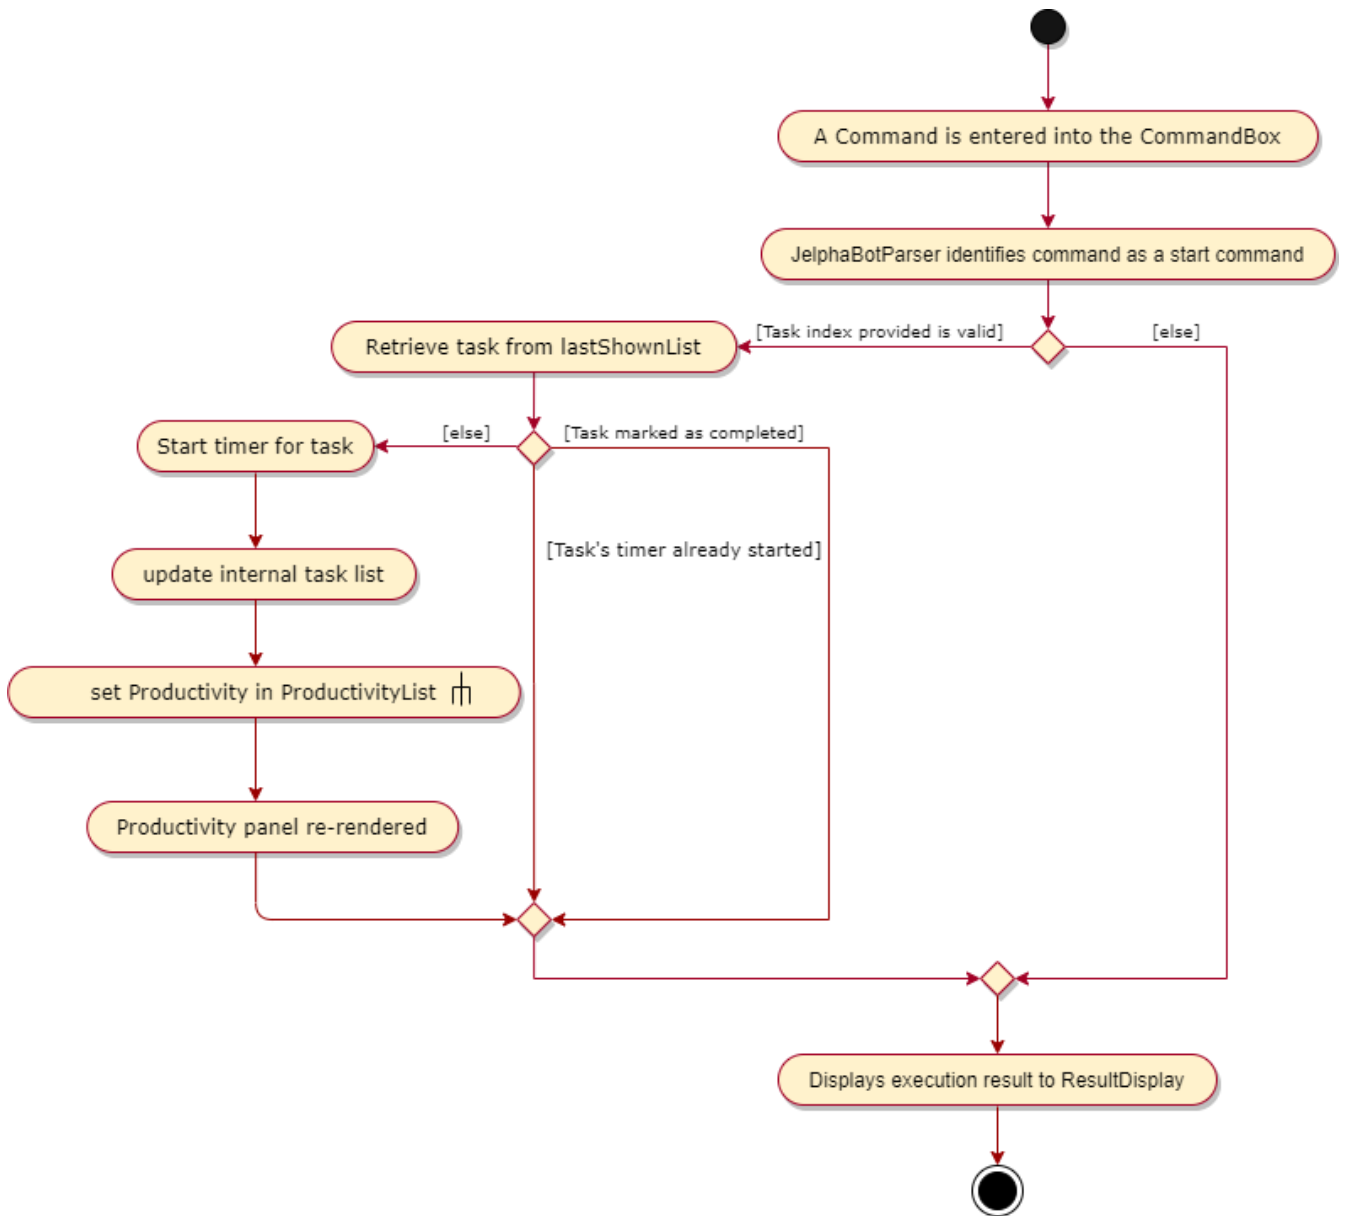 A Command is entered into the CommandBox
JelphaBotParser identifies command as a start command
[Task index provided is valid]
[else]
Retrieve task from lastShownList
[else]
[Task marked as completed]
Start timer for task
[Task's timer already started]
update internal task list
set Productivity in ProductivityList
Productivity panel re-rendered
Displays execution result to ResultDisplay